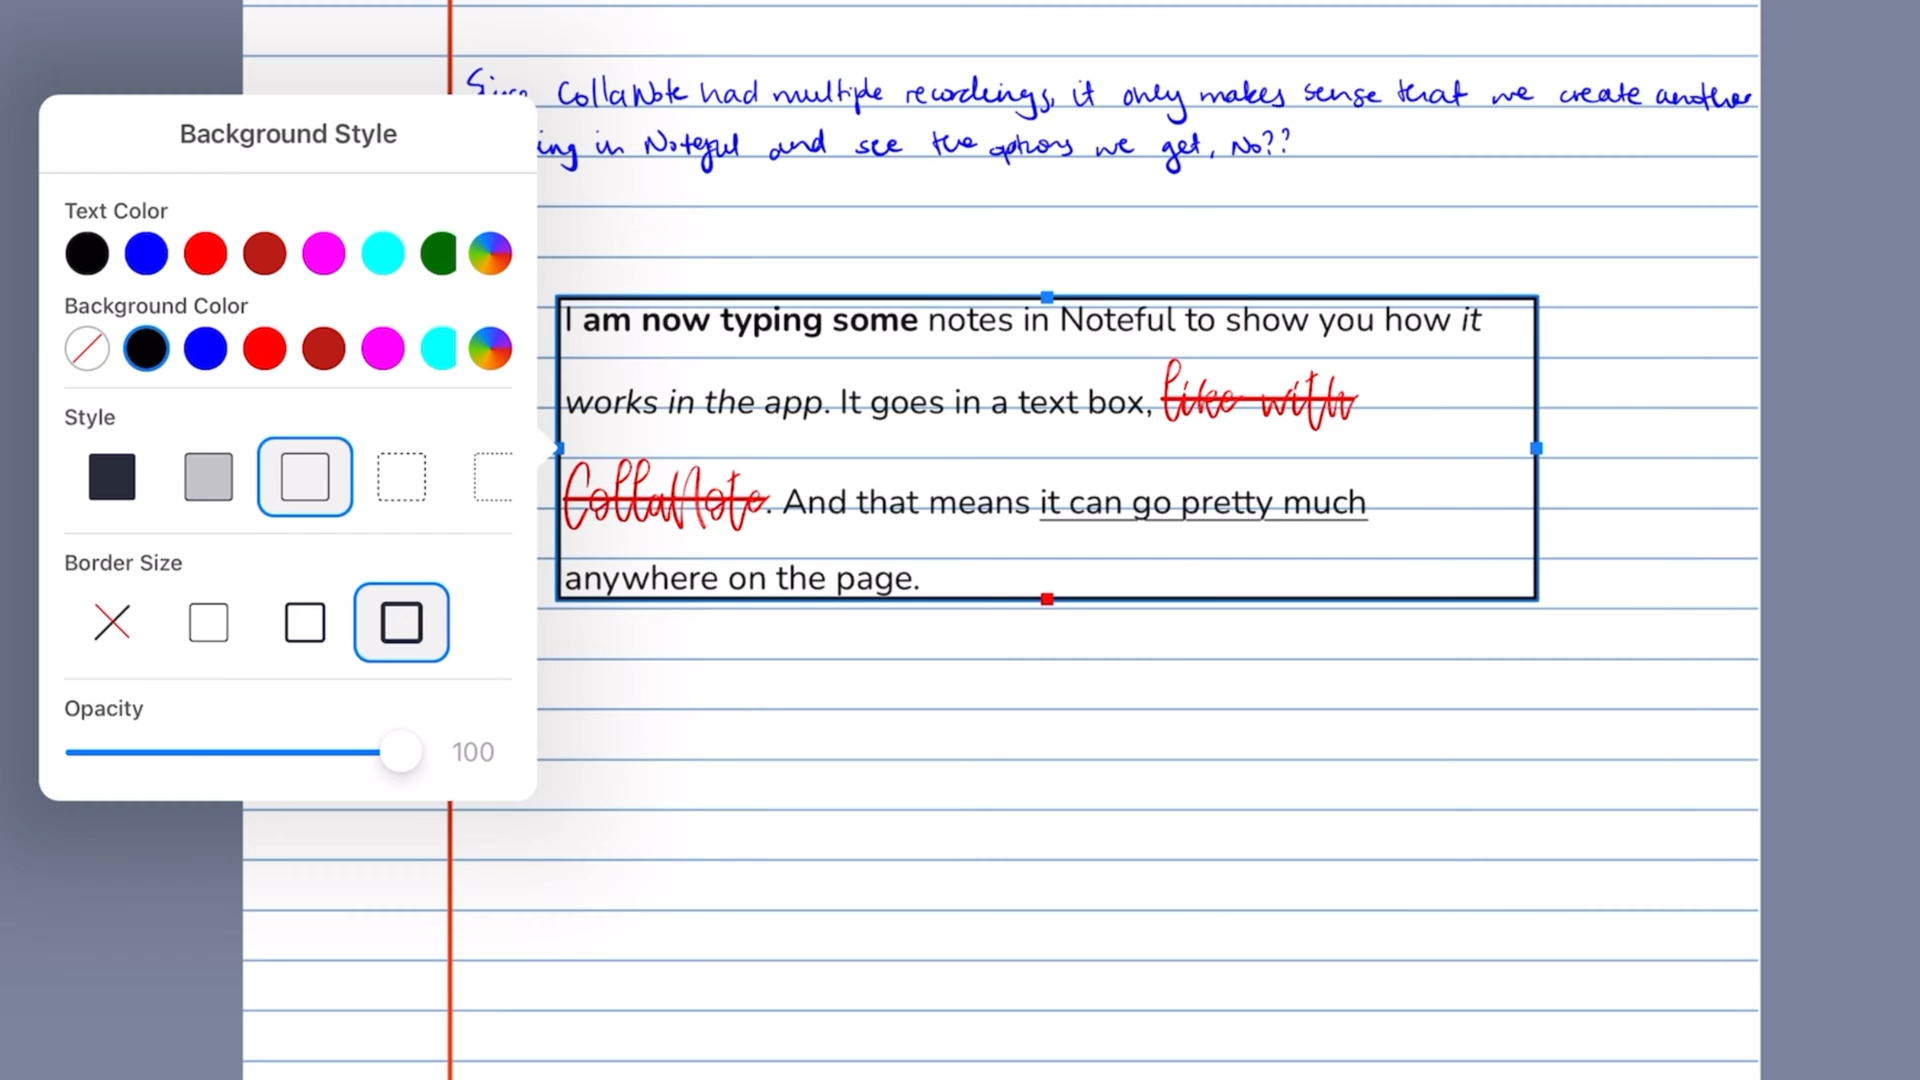 Since CollaNote had multiple recordings, it only makes sense that we create another
ing in Noteful and see the options we get, No??
Background Style
Text Color
Background Color
Style
Border Size
Opacity
100
I am now typing some notes in Noteful to show you how it
works in the app. It goes in a text box, like with
CollaNote. And that means it can go pretty much
anywhere on the page.